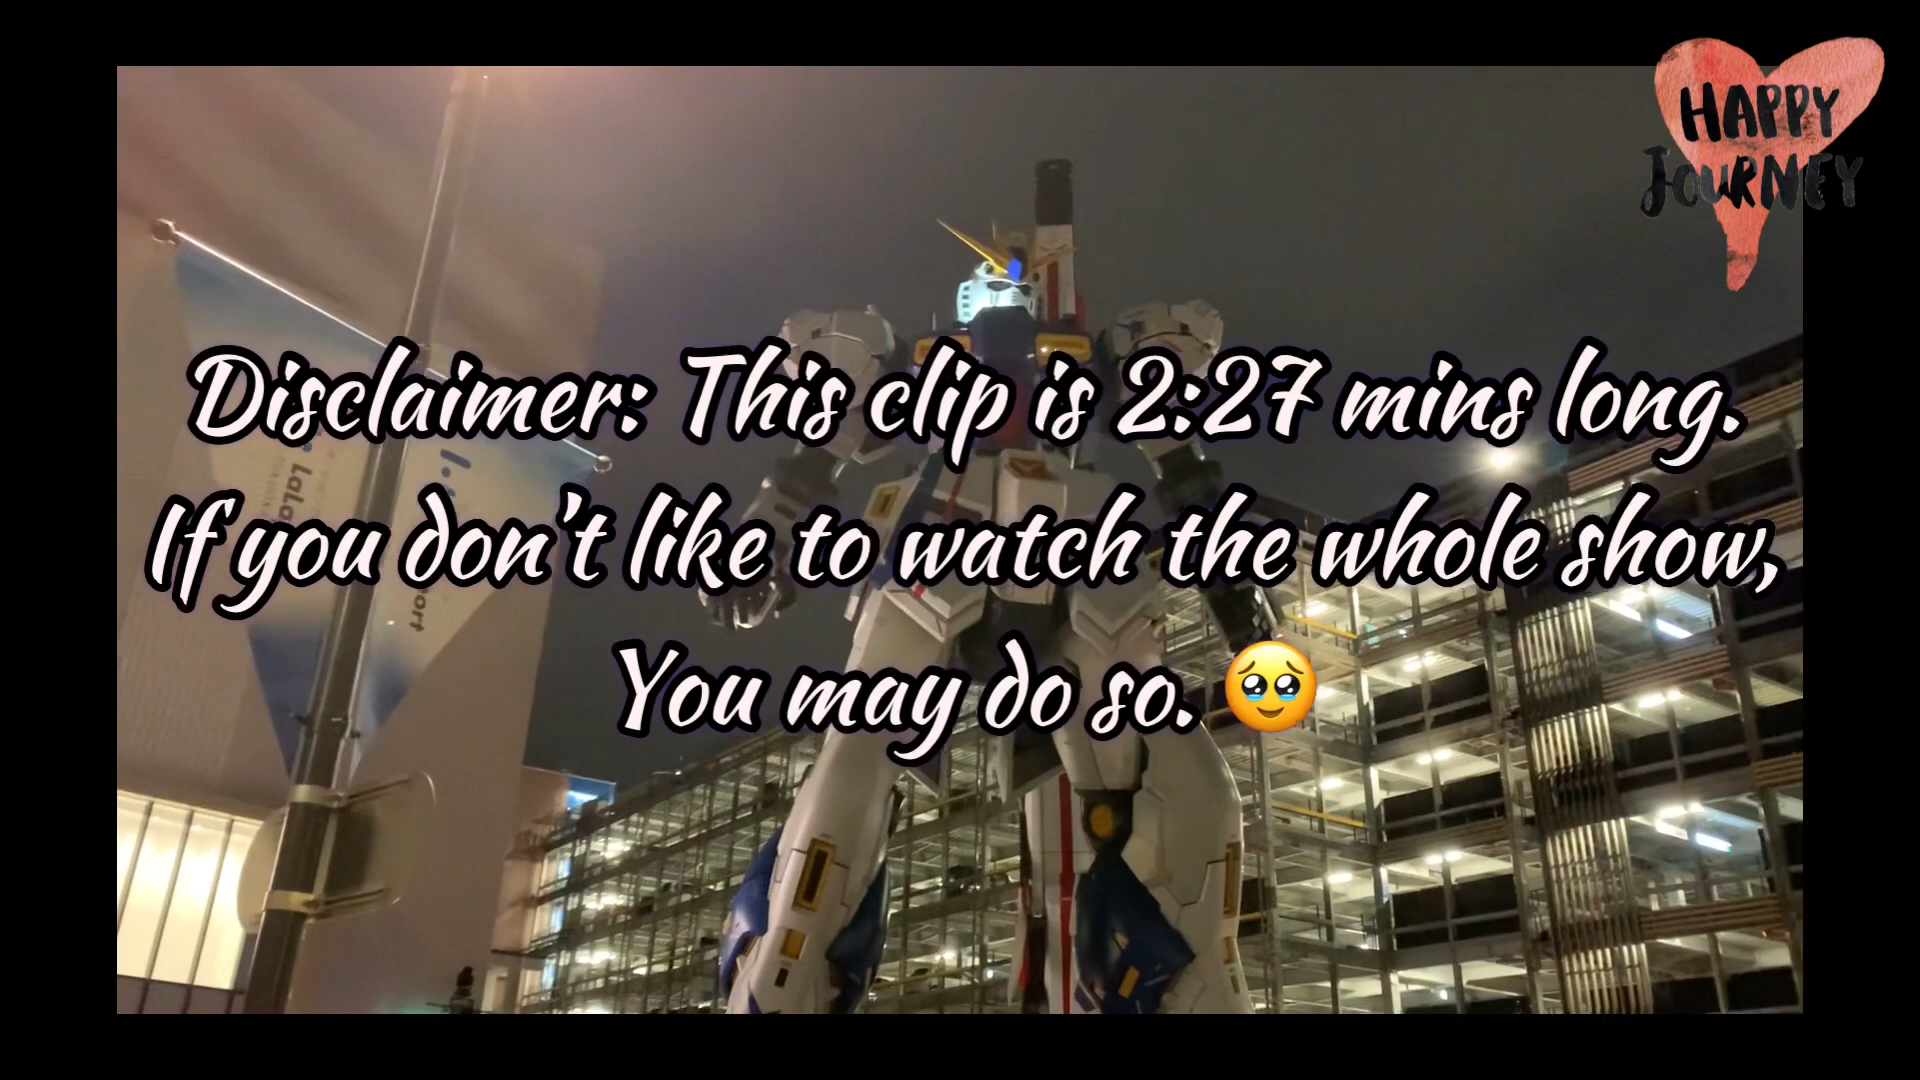 HAPPY
JOURNEY
Disclaimer: This clip is 2:27 mins long.
If you don't like to watch the whole show,
You may do so. 🥹
LaLa